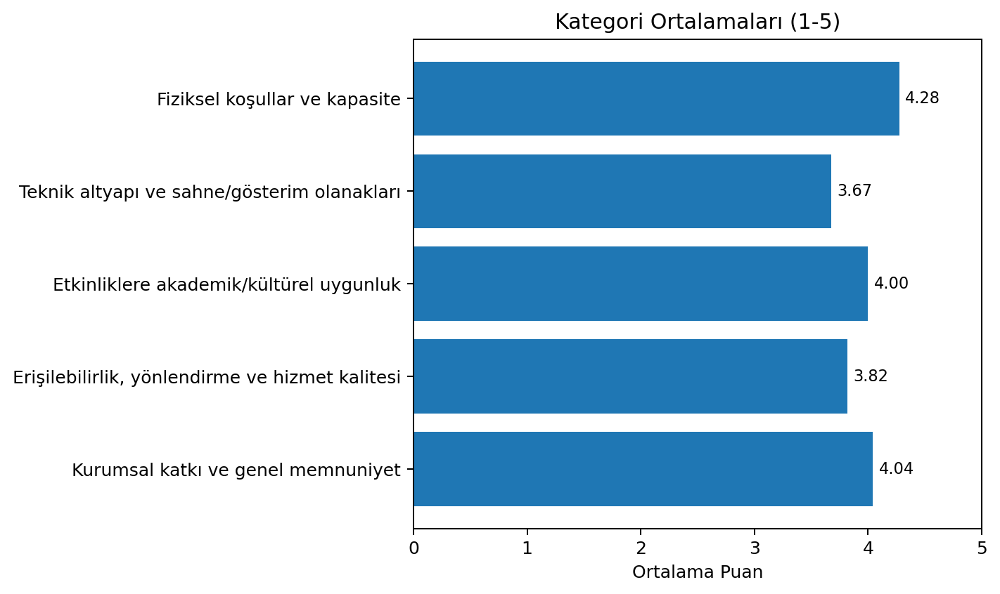 Kategori Ortalamaları (1-5)
Fiziksel koşullar ve kapasite
4.28
Teknik altyapı ve sahne/gösterim olanakları
3.67
Etkinliklere akademik/kültürel uygunluk
4.00
Erişilebilirlik, yönlendirme ve hizmet kalitesi
3.82
Kurumsal katkı ve genel memnuniyet
4.04
0 1 2 3 4 5
Ortalama Puan